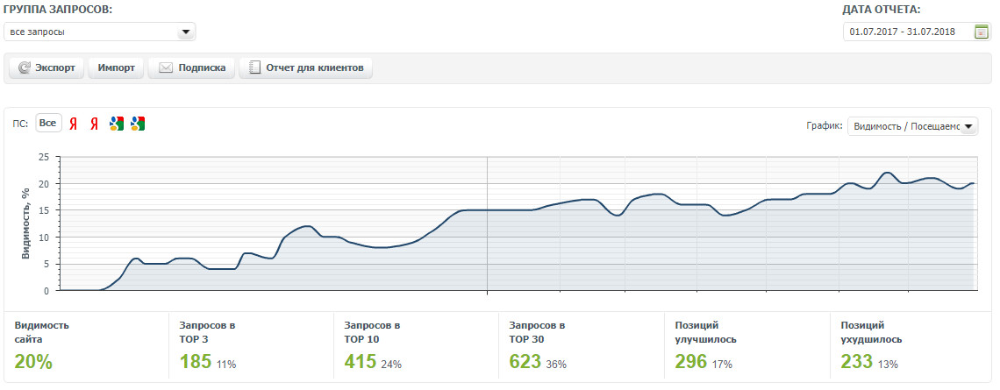 ГРУППА ЗАПРОСОВ:
ДАТА ОТЧЕТА:
все запросы
01.07.2017 - 31.07.2018
Экспорт
Импорт
Подписка
Отчет для клиентов
ПС:
Все
Я
Я
График:
Видимость / Посещаемо
25
20
15
10
5
0
Видимость, %
Видимость
сайта
20%
Запросов в
TOP 3
185 11%
Запросов в
TOP 10
415 24%
Запросов в
TOP 30
623 36%
Позиций
улучшилось
296 17%
Позиций
ухудшилось
233 13%